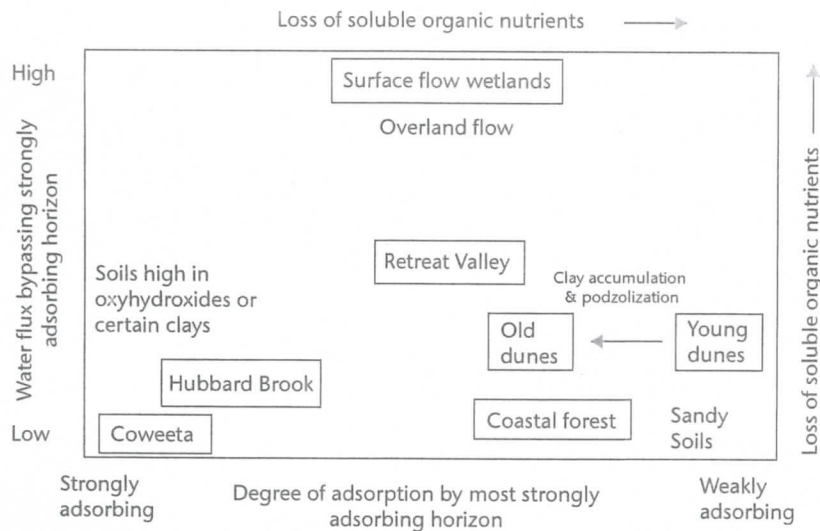 Loss of soluble organic nutrients
High
Surface flow wetlands
Overland flow
Water flux bypassing strongly
adsorbing horizon
Retreat Valley
Soils high in
oxyhydroxides or
certain clays
Clay accumulation
& podzolization
Old
dunes
Young
dunes
Hubbard Brook
Coweeta
Coastal forest
Sandy
Soils
Low
Loss of soluble organic nutrients
Strongly
adsorbing
Degree of adsorption by most strongly
adsorbing horizon
Weakly
adsorbing